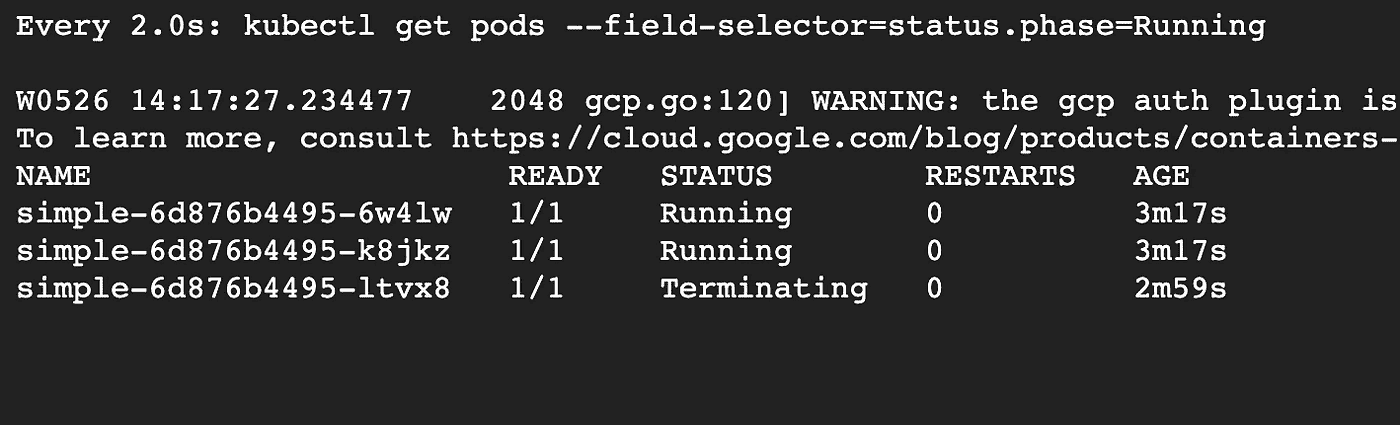 Every 2.0s: kubectl get pods --field-selector=status.phase=Running
W0526 14:17:27.234477 2048 gcp.go:120] WARNING: the gcp auth plugin is
To learn more, consult https://cloud.google.com/blog/products/containers-
NAME READY STATUS RESTARTS AGE
simple-6d876b4495-6w4lw 1/1 Running 0 3m17s
simple-6d876b4495-k8jkz 1/1 Running 0 3m17s
simple-6d876b4495-ltvx8 1/1 Terminating 0 2m59s